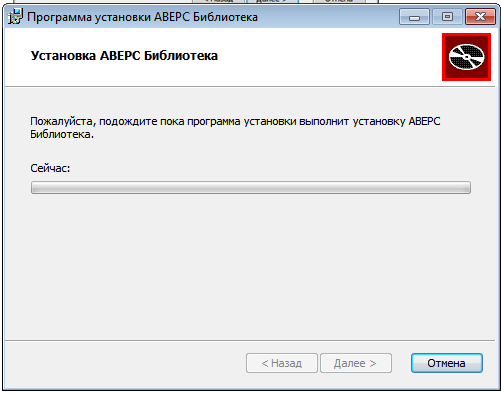 Программа установки АВЕРС Библиотека
Установка АВЕРС Библиотека
Пожалуйста, подождите пока программа установки выполнит установку АВЕРС
Библиотека.
Сейчас:
< Назад Далее > Отмена